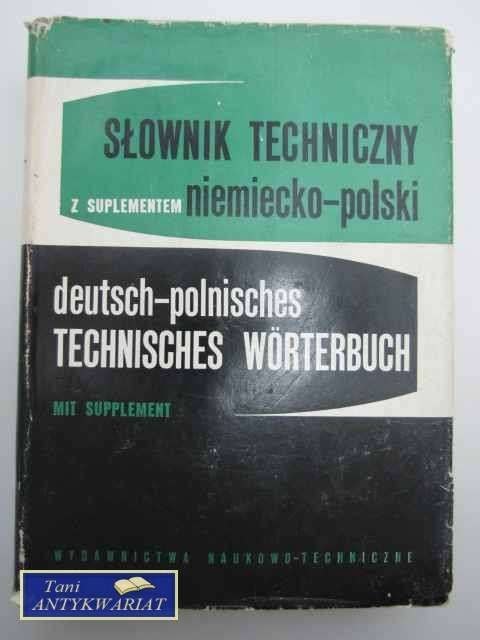 SŁOWNIK TECHNICZNY
Z SUPLEMENTEM niemiecko-polski
deutsch-polnisches
TECHNISCHES WÖRTERBUCH
MIT SUPPLEMENT
WYDAWNICTWA NAUKOWO-TECHNICZNE
Tani
ANTYKWARIAT